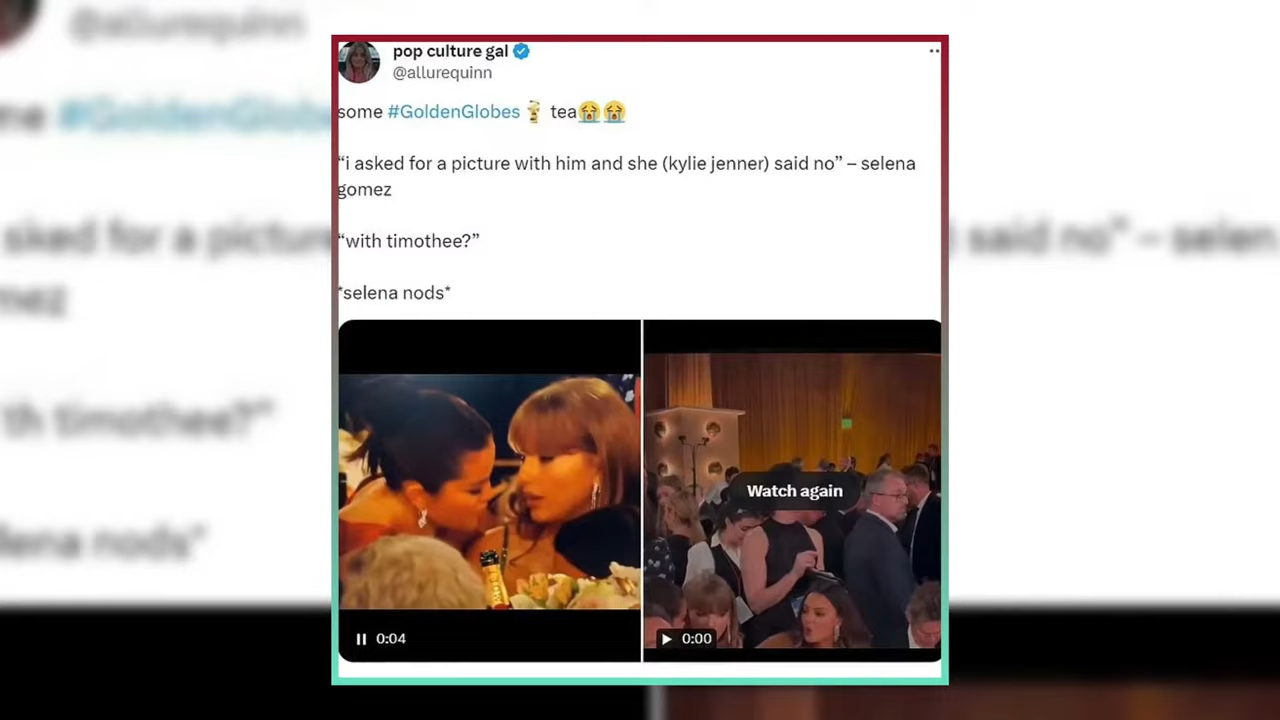 @allurequinn
pop culture gal
@allurequinn
some #GoldenGlobes 🏆 tea😭😭
“i asked for a picture with him and she (kylie jenner) said no” – selena
gomez
“with timothee?”
*selena nods*
Watch again
0:04
0:00